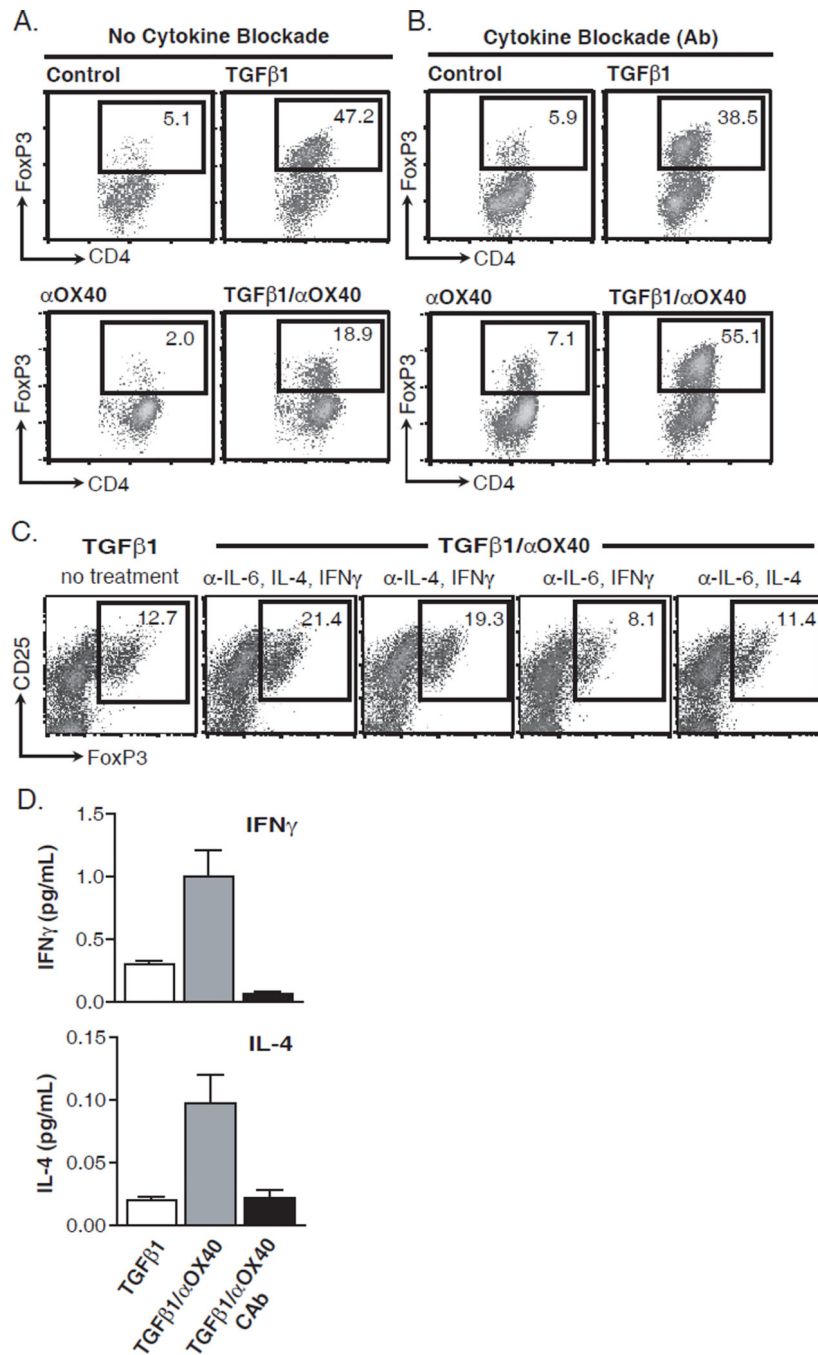 A.
No Cytokine Blockade
Control TGFβ1
5.1 47.2
FoxP3
CD4
αOX40 TGFβ1/αOX40
2.0 18.9
FoxP3
CD4
B.
Cytokine Blockade (Ab)
Control TGFβ1
5.9 38.5
FoxP3
CD4
αOX40 TGFβ1/αOX40
7.1 55.1
FoxP3
CD4
C.
TGFβ1 TGFβ1/αOX40
no treatment α-IL-6, IL-4, IFNγ α-IL-4, IFNγ α-IL-6, IFNγ α-IL-6, IL-4
12.7 21.4 19.3 8.1 11.4
CD25
FoxP3
D.
IFNγ
IFNγ (pg/mL)
1.5
1.0
0.5
0.0
IL-4
IL-4 (pg/mL)
0.15
0.10
0.05
0.00
TGFβ1
TGFβ1/αOX40
TGFβ1/αOX40
CAb